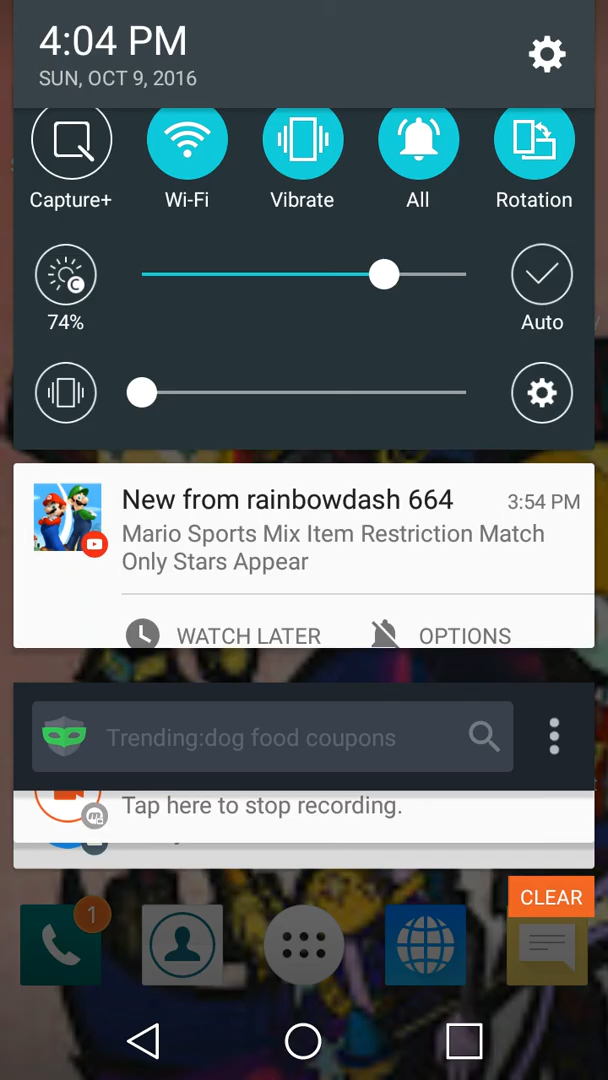 4:04 PM
SUN, OCT 9, 2016
Capture+ Wi-Fi Vibrate All Rotation
74% Auto
New from rainbowdash 664 3:54 PM
Mario Sports Mix Item Restriction Match
Only Stars Appear
WATCH LATER OPTIONS
Trending:dog food coupons
Tap here to stop recording.
CLEAR
1